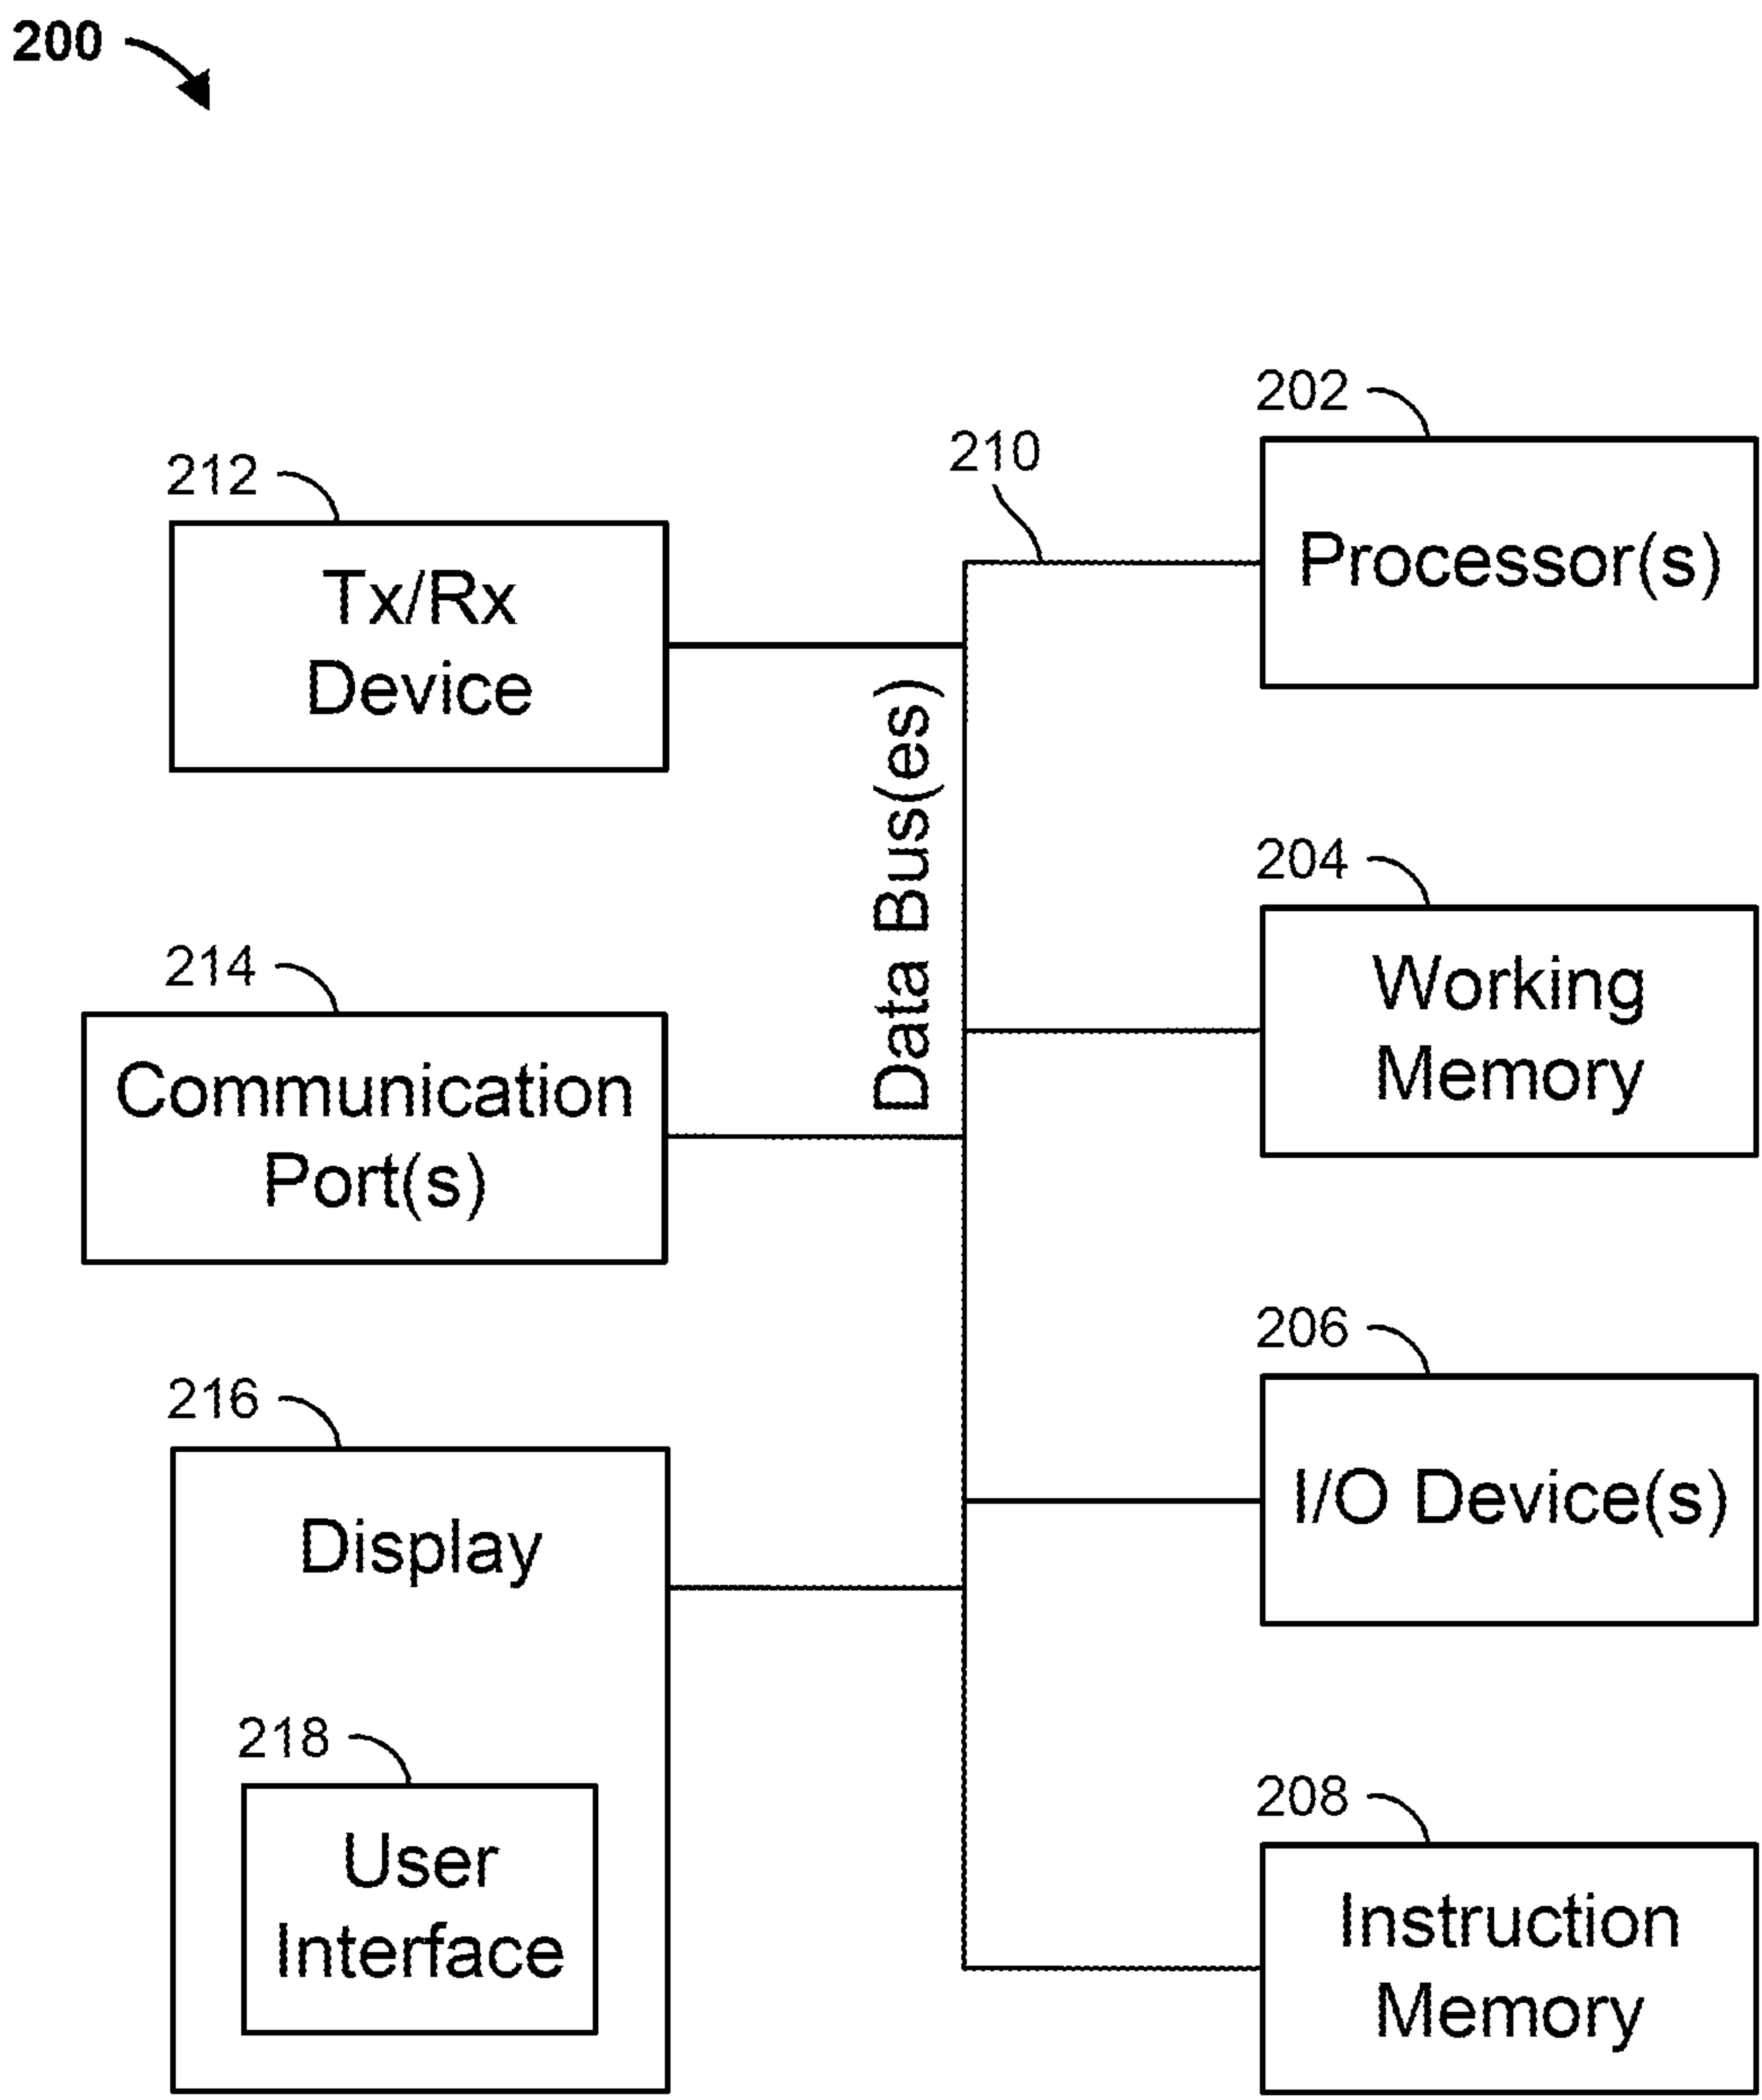 200
202
210
212
Processor(s)
Tx/Rx
Device
Data Bus(es)
204
214
Working
Memory
Communication
Port(s)
206
216
I/O Device(s)
Display
218
208
User
Interface
Instruction
Memory